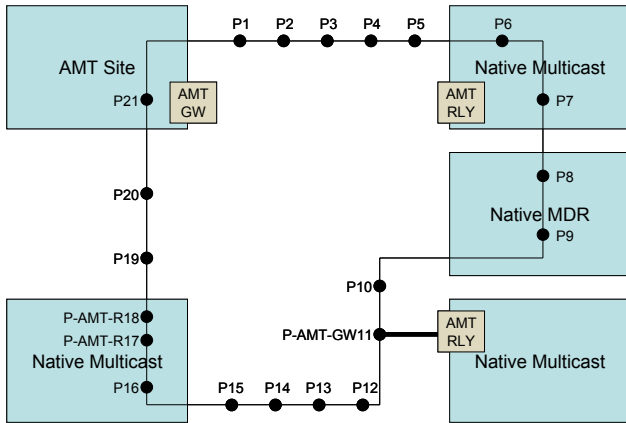 P1 P2 P3 P4 P5 P6
AMT Site
Native Multicast
P21
AMT
GW
AMT
RLY
P7
P20
P8
Native MDR
P19
P9
P10
P-AMT-R18
P-AMT-GW11
AMT
RLY
P-AMT-R17
Native Multicast
Native Multicast
P16
P15 P14 P13 P12